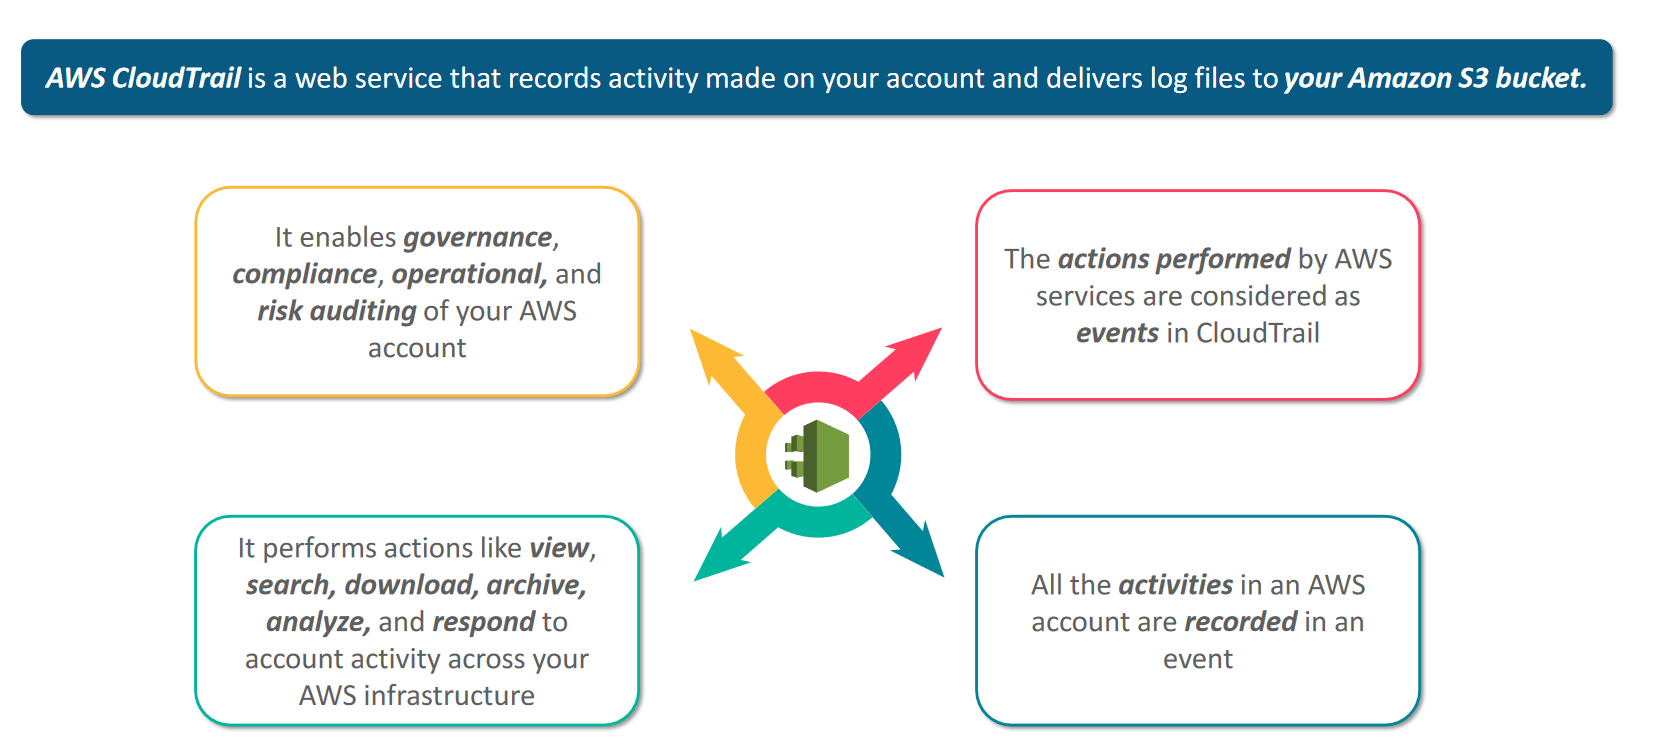 AWS CloudTrail is a web service that records activity made on your account and delivers log files to your Amazon S3 bucket.
It enables governance,
compliance, operational, and
risk auditing of your AWS
account
The actions performed by AWS
services are considered as
events in CloudTrail
It performs actions like view,
search, download, archive,
analyze, and respond to
account activity across your
AWS infrastructure
All the activities in an AWS
account are recorded in an
event